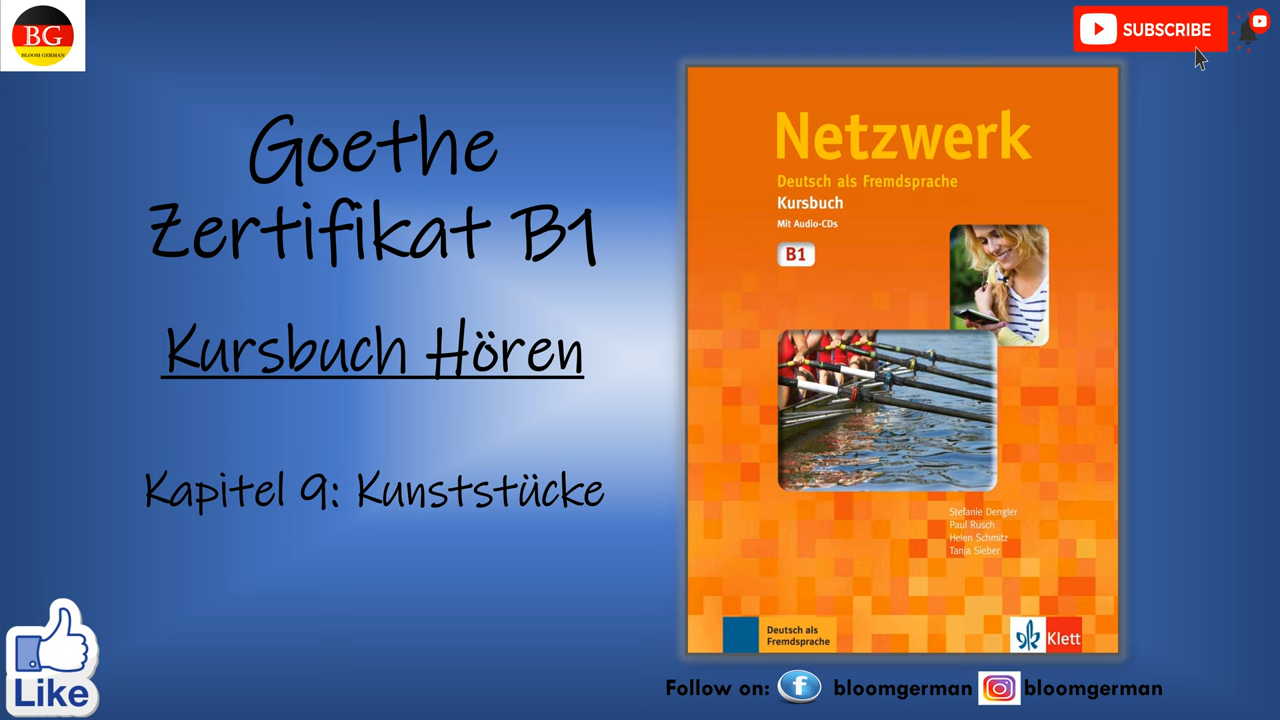 BG
BLOOM GERMAN
SUBSCRIBE
Goethe
Zertifikat B1
Kursbuch Hören
Kapitel 9: Kunststücke
Netzwerk
Deutsch als Fremdsprache
Kursbuch
Mit Audio-CDs
B1
Stefanie Dengler
Paul Rusch
Helen Schmitz
Tanja Sieber
Deutsch als
Fremdsprache
Klett
Like
Follow on: f bloomgerman bloomgerman